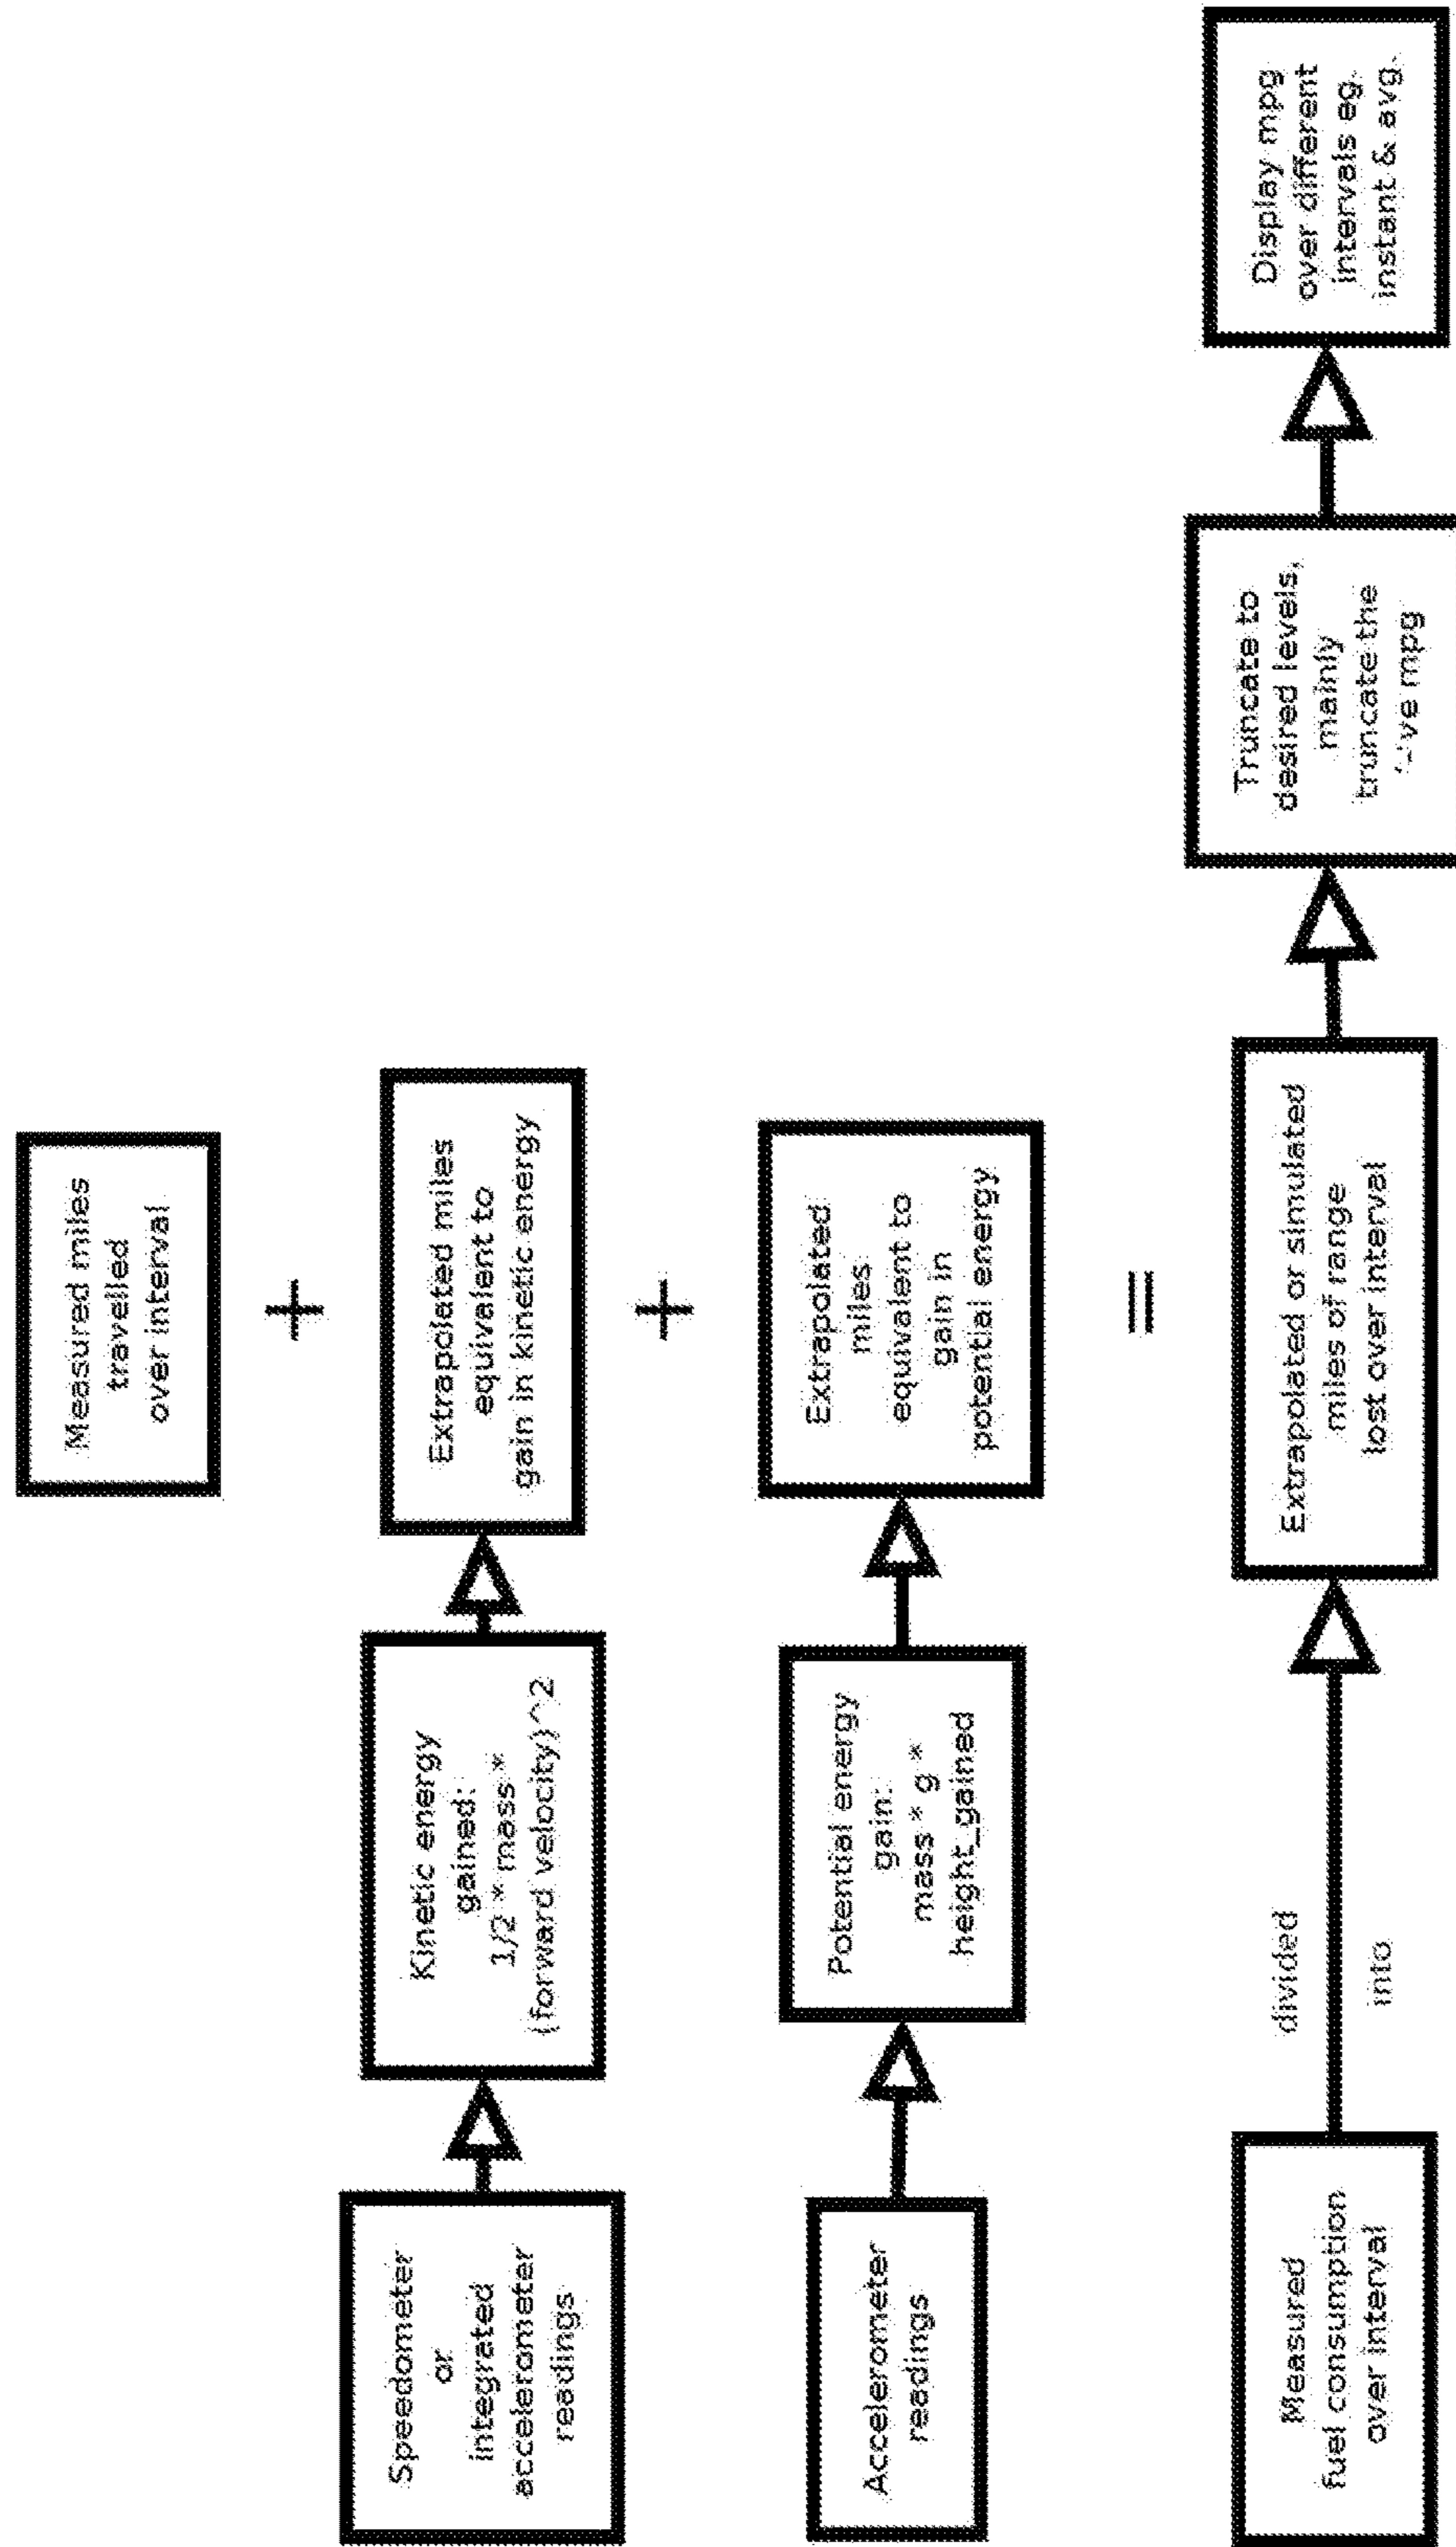 Measured miles
travelled
over interval
+
Speedometer
or
integrated
accelerometer
readings
Kinetic energy
gained:
1/2 * mass *
(forward velocity)^2
Extrapolated miles
equivalent to
gain in kinetic energy
+
Accelerometer
readings
Potential energy
gain:
mass * g *
height_gained
Extrapolated
miles
equivalent to
gain in
potential energy
=
Measured
fuel consumption
over interval
divided
into
Extrapolated or simulated
miles of range
lost over interval
Truncate to
desired levels,
mainly
truncate the
'-'ve mpg
Display mpg
over different
intervals eg.
instant & avg.